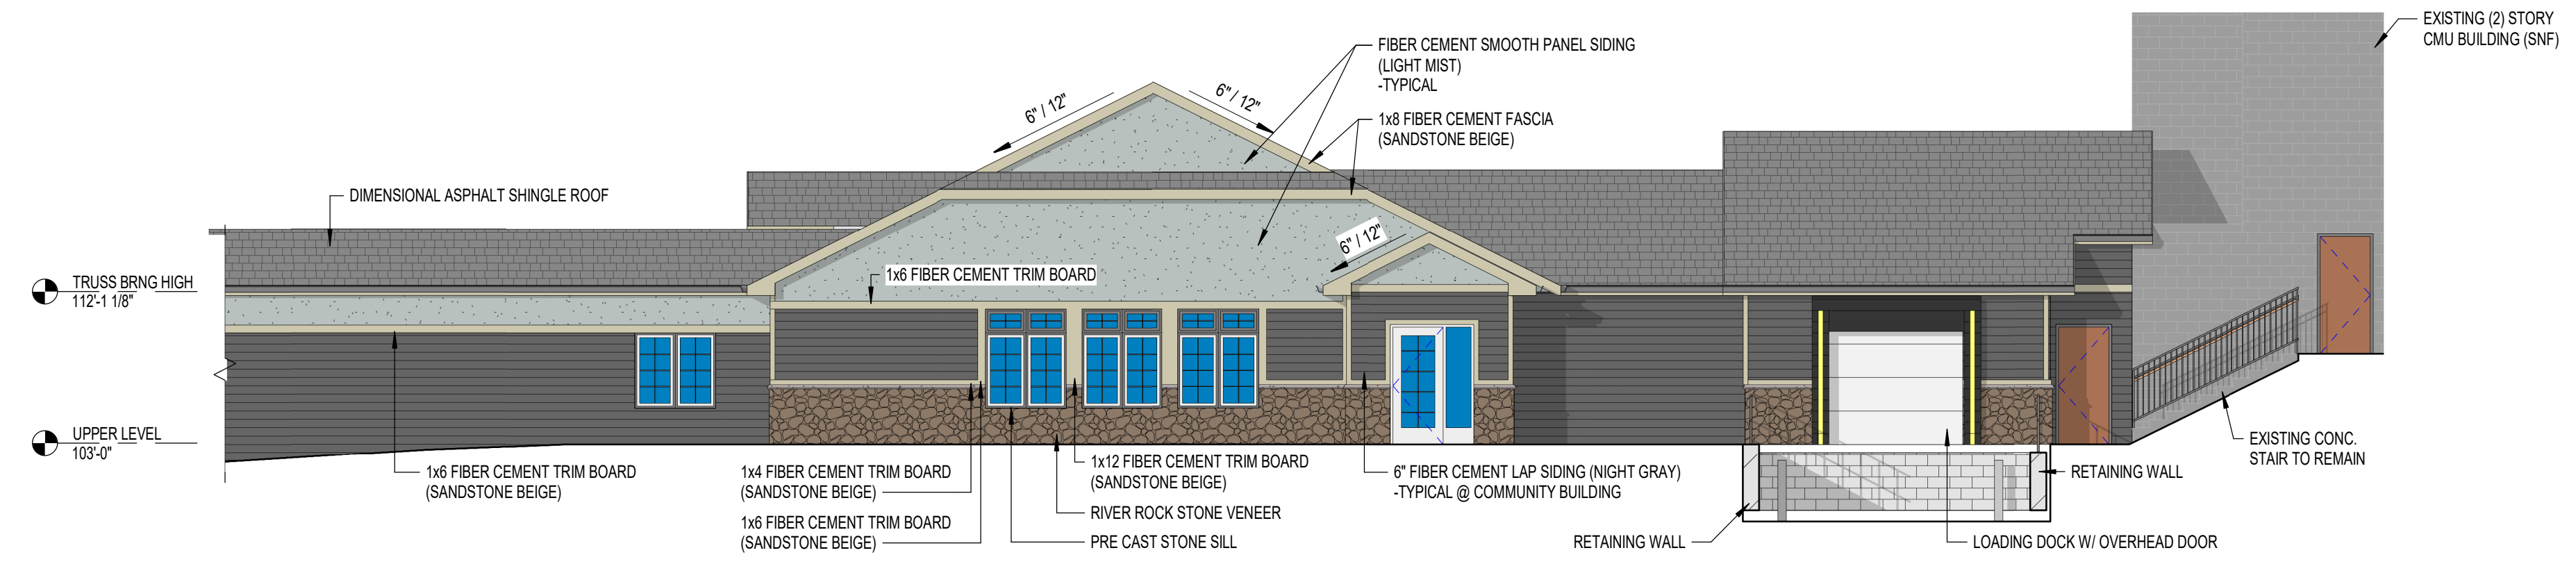 EXISTING (2) STORY
CMU BUILDING (SNF)
FIBER CEMENT SMOOTH PANEL SIDING
(LIGHT MIST)
-TYPICAL
6" / 12"
6" / 12"
1x8 FIBER CEMENT FASCIA
(SANDSTONE BEIGE)
DIMENSIONAL ASPHALT SHINGLE ROOF
6" / 12"
1x6 FIBER CEMENT TRIM BOARD
TRUSS BRNG HIGH
112'-1 1/8"
UPPER LEVEL
103'-0"
1x6 FIBER CEMENT TRIM BOARD
(SANDSTONE BEIGE)
1x4 FIBER CEMENT TRIM BOARD
(SANDSTONE BEIGE)
1x6 FIBER CEMENT TRIM BOARD
(SANDSTONE BEIGE)
1x12 FIBER CEMENT TRIM BOARD
(SANDSTONE BEIGE)
RIVER ROCK STONE VENEER
PRE CAST STONE SILL
6" FIBER CEMENT LAP SIDING (NIGHT GRAY)
-TYPICAL @ COMMUNITY BUILDING
RETAINING WALL
EXISTING CONC.
STAIR TO REMAIN
RETAINING WALL
LOADING DOCK W/ OVERHEAD DOOR